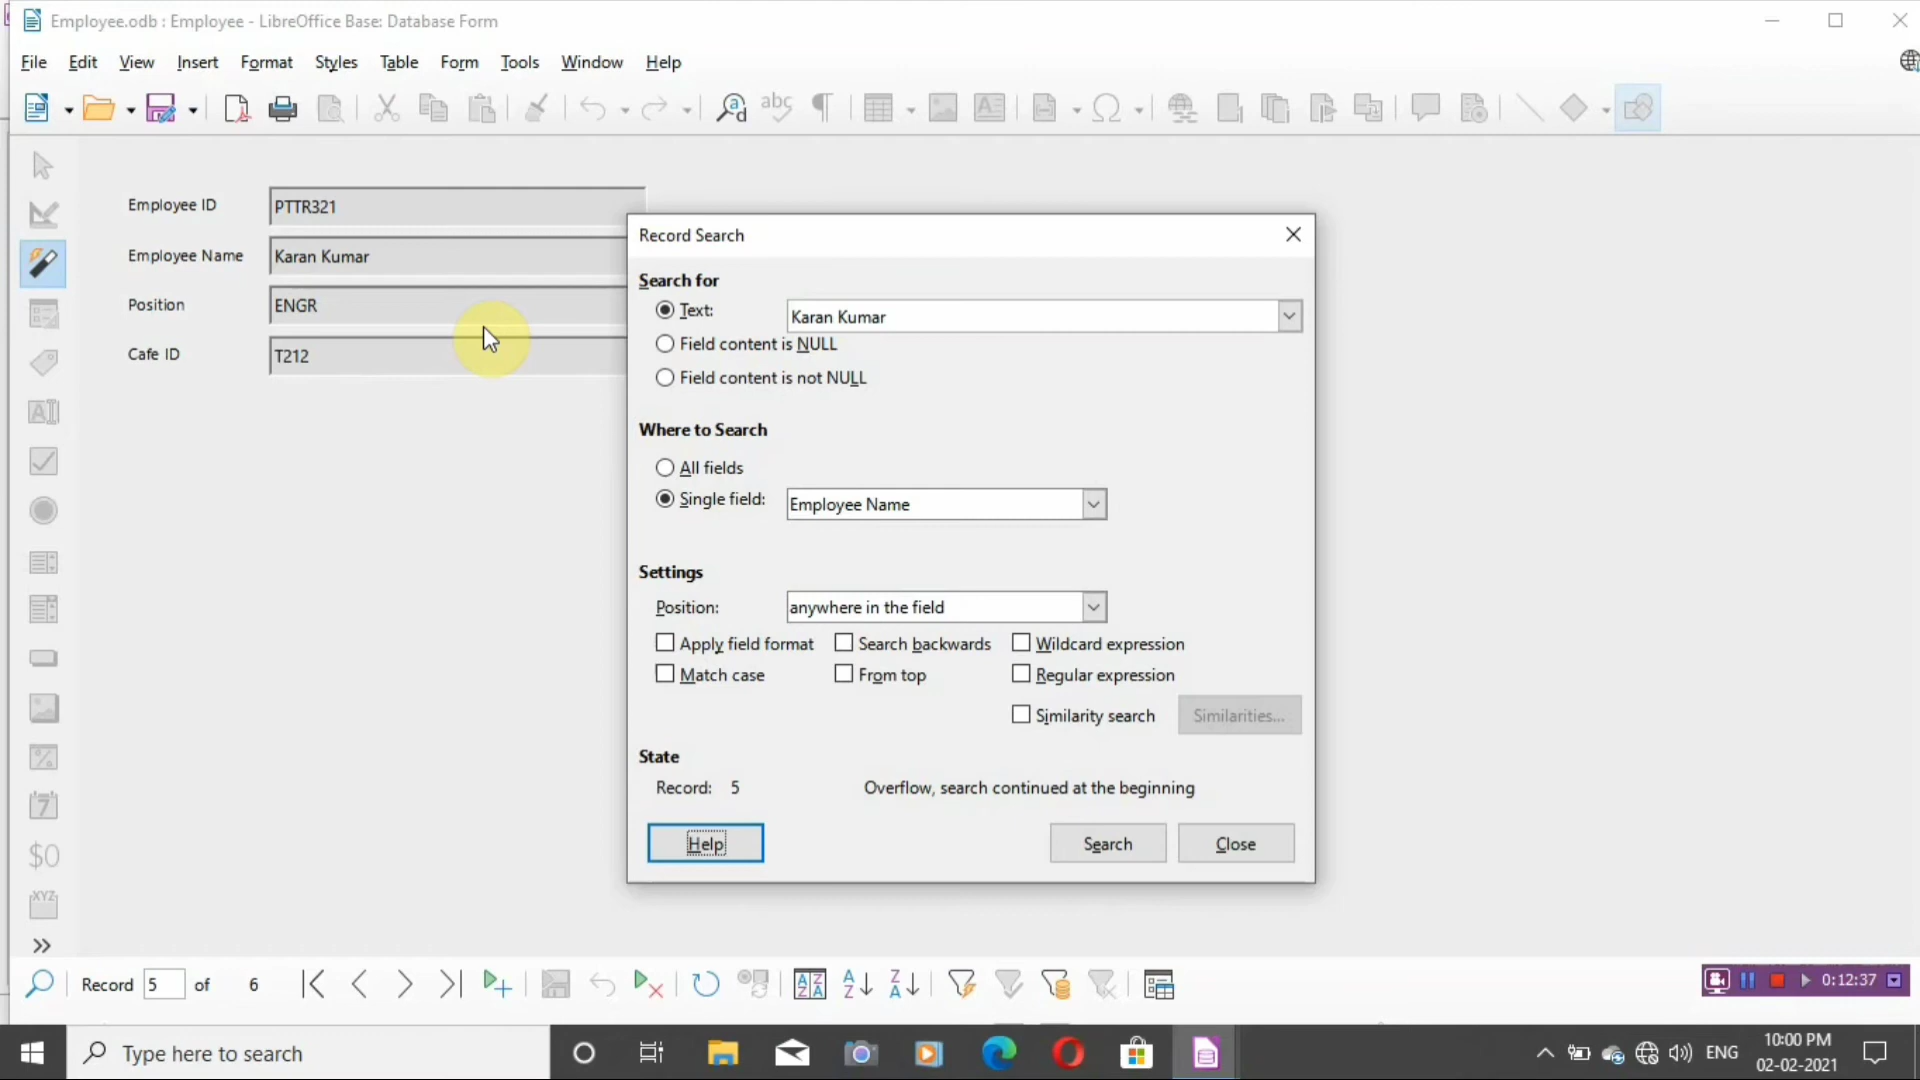 Employee.odb : Employee - LibreOffice Base: Database Form
File Edit View Insert Format Styles Table Form Tools Window Help
Employee ID PTTR321
Employee Name Karan Kumar
Position ENGR
Cafe ID T212
Record Search
Search for
Text: Karan Kumar
Field content is NULL
Field content is not NULL
Where to Search
All fields
Single field: Employee Name
Settings
Position: anywhere in the field
Apply field format Search backwards Wildcard expression
Match case From top Regular expression
Similarity search Similarities...
State
Record: 5 Overflow, search continued at the beginning
Help Search Close
Record 5 of 6
0:12:37
Type here to search
ENG
10:00 PM
02-02-2021